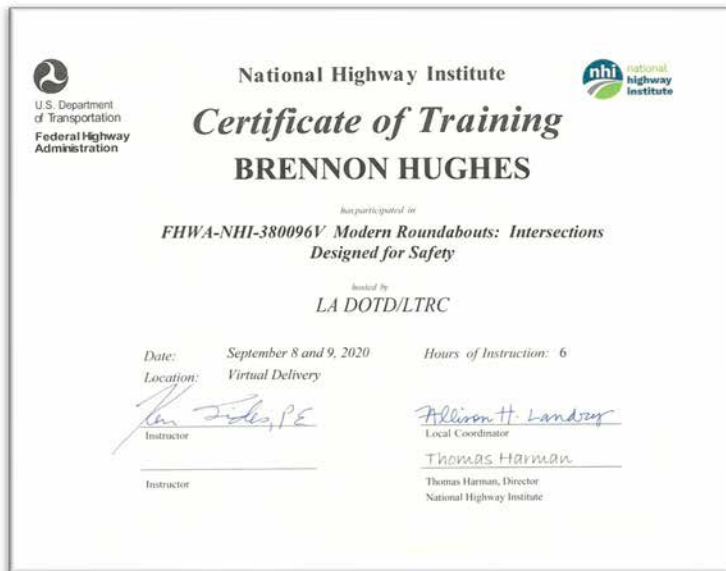 National Highway Institute
U.S. Department
of Transportation
Federal Highway
Administration
nhi national
highway
institute
Certificate of Training
BRENNON HUGHES
has participated in
FHWA-NHI-380096V Modern Roundabouts: Intersections
Designed for Safety
hosted by
LA DOTD/LTRC
Date: September 8 and 9, 2020
Hours of Instruction: 6
Location: Virtual Delivery
Ken Sides, PE
Instructor
Allison H. Landry
Local Coordinator
Thomas Harman
Instructor
Thomas Harman, Director
National Highway Institute